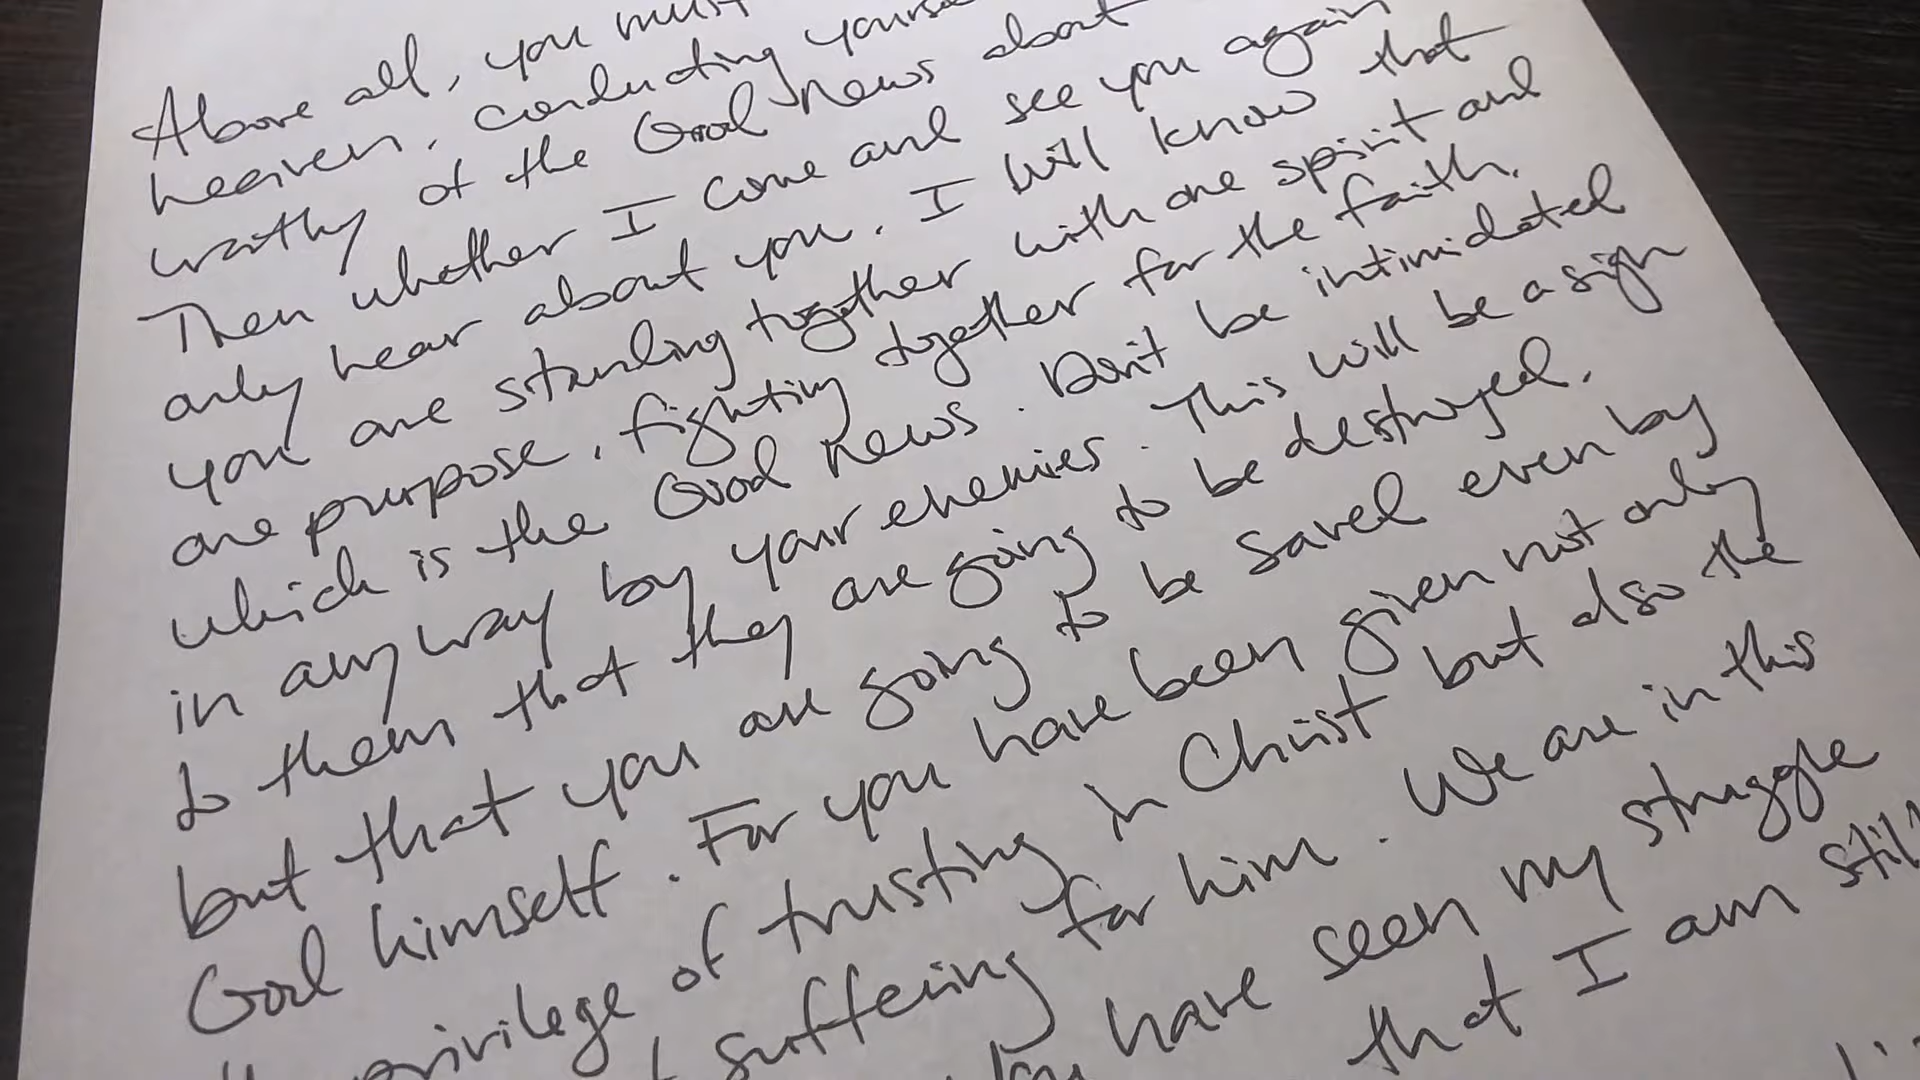 Above all, you must
heaven, conducting
worthy of the Good News about
Then whether I come and see you again
only hear about you, I will know that
you are standing together with one spirit and
one purpose, fighting together for the faith,
which is the Good News. Don't be intimidated
in any way by your enemies. This will be a sign
to them that they are going to be destroyed,
but that you are going to be saved even by
God himself. For you have been given not only
privilege of trusting in Christ but also the
suffering for him. We are in this
have seen my struggle
that I am still